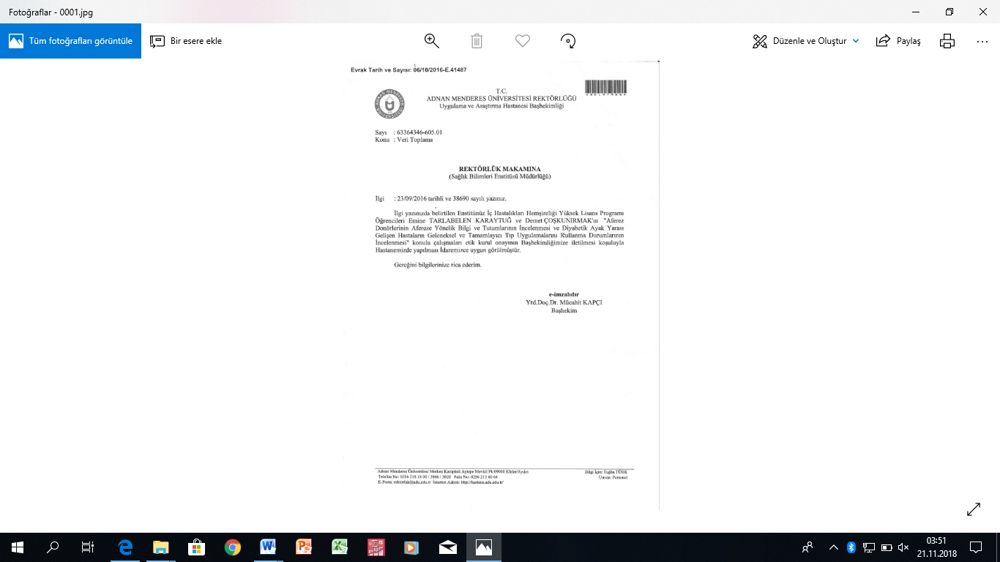 Fotoğraflar - 0001.jpg
Tüm fotoğrafları görüntüle
Bir esere ekle
Düzenle ve Oluştur
Paylaş
Evrak Tarih ve Sayısı: 06/10/2016-E.41487
T.C.
ADNAN MENDERES ÜNİVERSİTESİ REKTÖRLÜĞÜ
Uygulama ve Araştırma Hastanesi Başhekimliği
Sayı : 63364346-605.01
Konu : Veri Toplama
REKTÖRLÜK MAKAMINA
(Sağlık Bilimleri Enstitüsü Müdürlüğü)
İlgi : 23/09/2016 tarihli ve 38690 sayılı yazınız.
İlgi yazınızda belirtilen Enstitünüz İç Hastalıkları Hemşireliği Yüksek Lisans Programı
Öğrencileri Emine TARLABELEN KARAYTUĞ ve Demet ÇOŞKUNIRMAK'ın "Aferez
Donörlerinin Afereze Yönelik Bilgi ve Tutumlarının İncelenmesi ve Diyabetik Ayak Yarası
Gelişen Hastaların Geleneksel ve Tamamlayıcı Tıp Uygulamalarını Kullanma Durumlarının
İncelenmesi" konulu çalışmaları etik kurul onayının Başhekimliğimize iletilmesi koşuluyla
Hastanemizde yapılması İdaremizce uygun görülmüştür.
Gereğini bilgilerinize rica ederim.
e-imzalıdır
Yrd.Doç.Dr. Mücahit KAPÇI
Başhekim
Adnan Menderes Üniversitesi Merkez Kampüsü Aytepe Mevkii Pk:09010 Efeler/Aydın
Bilgi İçin: Tuğba TÜRK
Telefon No: 0256 218 18 00 / 3066 / 3028 Faks No: 0256 213 60 64
Unvan: Personel
E-Posta: rektorluk@adu.edu.tr İnternet Adresi: http://hastane.adu.edu.tr/
03:51
21.11.2018